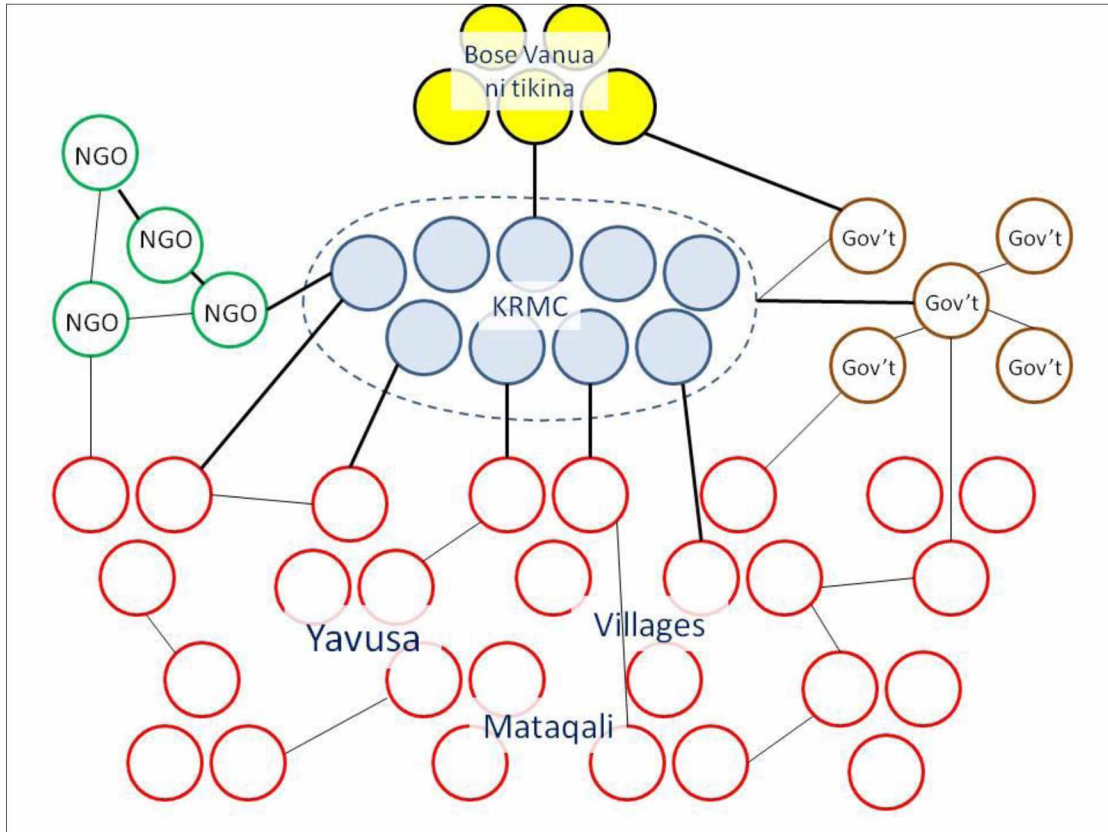 Bose Vanua
ni tikina
NGO
NGO
NGO
NGO
KRMC
Gov't
Gov't
Gov't
Gov't
Gov't
Yavusa
Villages
Mataqali